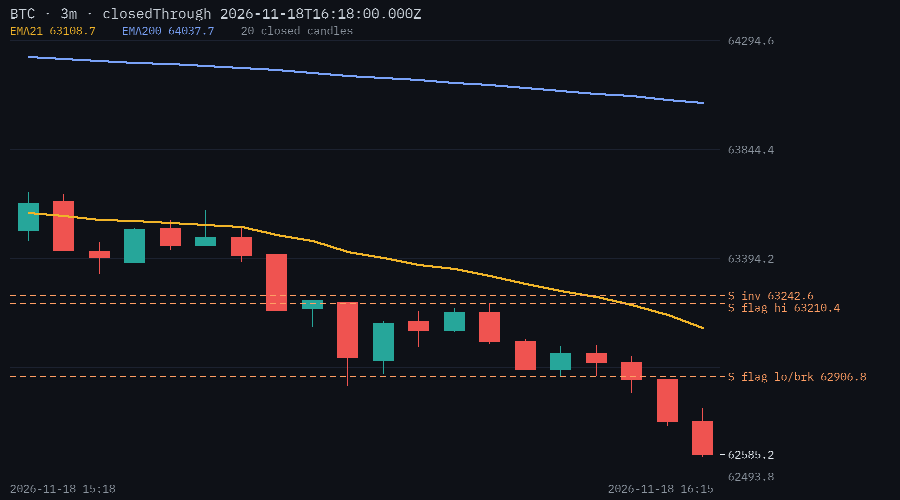 BTC · 3m · closedThrough 2026-11-18T16:18:00.000Z
EMA21 63108.7 EMA200 64037.7 20 closed candles
64294.6
63844.4
63394.2
S inv 63242.6
S flag hi 63210.4
S flag lo/brk 62906.8
62585.2
62493.8
2026-11-18 15:18 2026-11-18 16:15